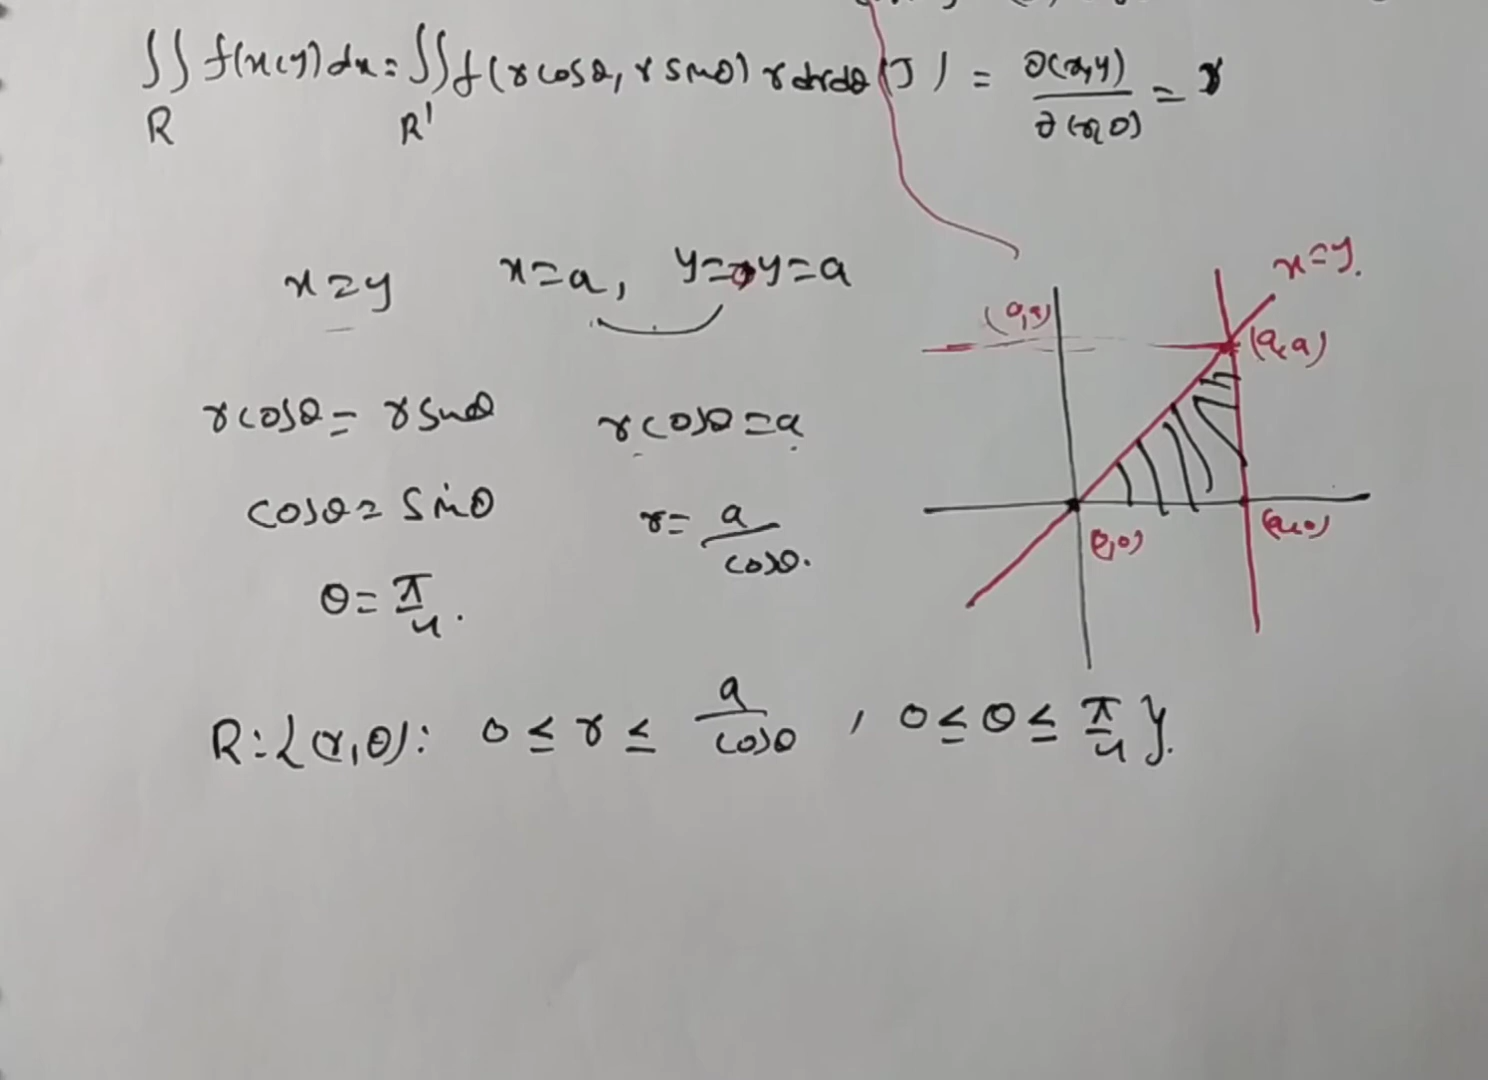 ∬ f(x,y) dx = ∬ f(r cosθ, r sinθ) r dr dθ |J| = ∂(x,y)/∂(r,θ) = r
R R'
x = y x = a, y = y = a
r cosθ = r sinθ r cosθ = a
cosθ = sinθ r = a/cosθ.
θ = π/4.
R: {(r,θ): 0 ≤ r ≤ a/cosθ, 0 ≤ θ ≤ π/4}.
x = y.
(a,a)
(0,0)
(a,0)